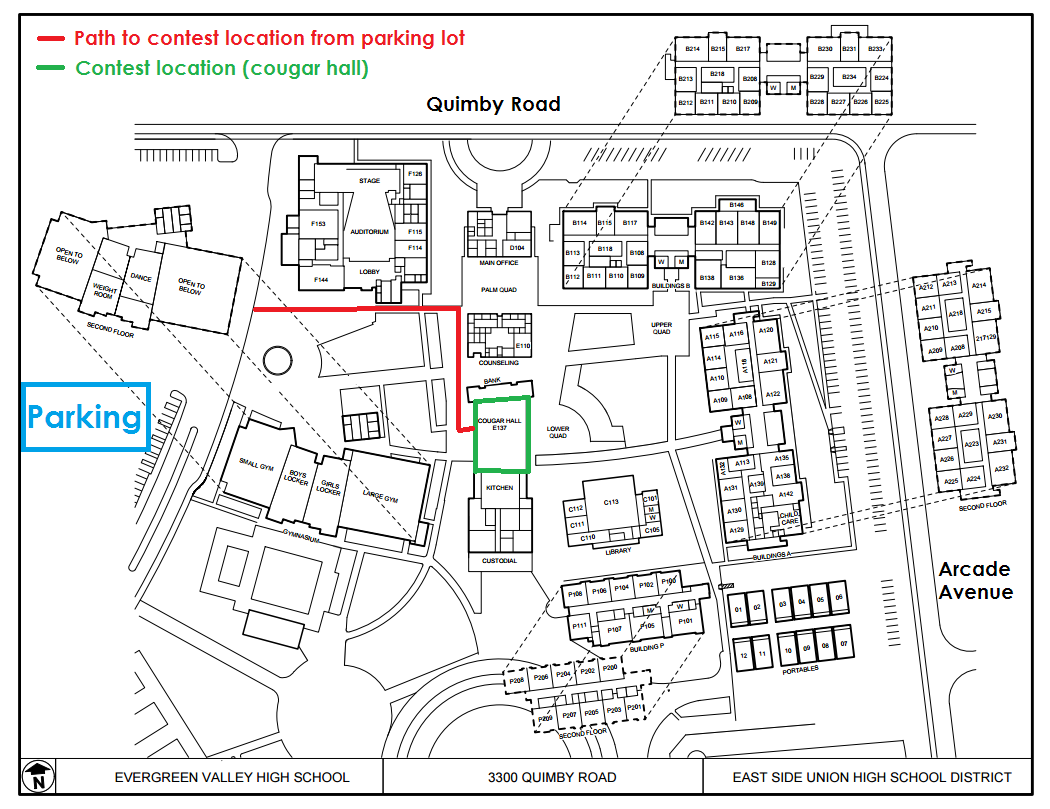 Path to contest location from parking lot
Contest location (cougar hall)
Quimby Road
B214 B215 B217
B213 B218 B208
B212 B211 B210 B209
W M
B230 B231 B233
B229 B234 B224
B228 B227 B226 B225
STAGE
F126
F153
AUDITORIUM
F115
F114
LOBBY
F144
D104
MAIN OFFICE
PALM QUAD
B114 B115 B117
B113 B118 B108
B112 B111 B110 B109
W M
BUILDINGS B
B146
B142 B143 B148 B149
B128
B138 B136
B129
OPEN TO
BELOW
WEIGHT
ROOM
DANCE
OPEN TO
BELOW
SECOND FLOOR
E110
COUNSELING
BANK
COUGAR HALL
E137
KITCHEN
CUSTODIAL
UPPER
QUAD
LOWER
QUAD
A115 A116 A120
A114 A118 A121
A110
A109 A108 A122
W
M
A132 A113 A135
A131 A139 A138
A142
A130
CHILD
CARE
A129
BUILDINGS A
A212 A213 A214
A211 A218 A215
A210
A209 A208 217129
W
M
A228 A229 A230
A227 A223 A231
A226
A225 A224 A232
SECOND FLOOR
Parking
SMALL GYM
BOYS
LOCKER
GIRLS
LOCKER
LARGE GYM
GYMNASIUM
C113
C112
C111
C110
C101
M
W
C105
LIBRARY
P108 P106 P104 P102 P100
P111 P107 M P105 W P101
BUILDING P
P208 P206 P204 P202 P200
P209 P207 P205 P203 P201
SECOND FLOOR
01 02 03 04 05 06
12 11 10 09 08 07
PORTABLES
Arcade
Avenue
N
EVERGREEN VALLEY HIGH SCHOOL
3300 QUIMBY ROAD
EAST SIDE UNION HIGH SCHOOL DISTRICT